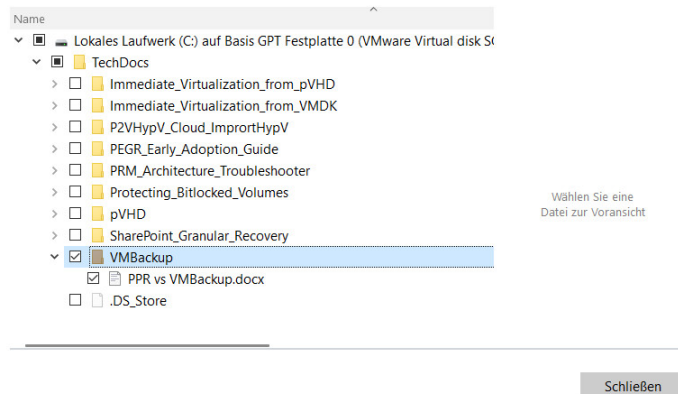 Name
Lokales Laufwerk (C:) auf Basis GPT Festplatte 0 (VMware Virtual disk SC
TechDocs
Immediate_Virtualization_from_pVHD
Immediate_Virtualization_from_VMDK
P2VHypV_Cloud_ImprortHypV
PEGR_Early_Adoption_Guide
PRM_Architecture_Troubleshooter
Protecting_Bitlocked_Volumes
pVHD
SharePoint_Granular_Recovery
VMBackup
PPR vs VMBackup.docx
.DS_Store
Wählen Sie eine
Datei zur Voransicht
Schließen